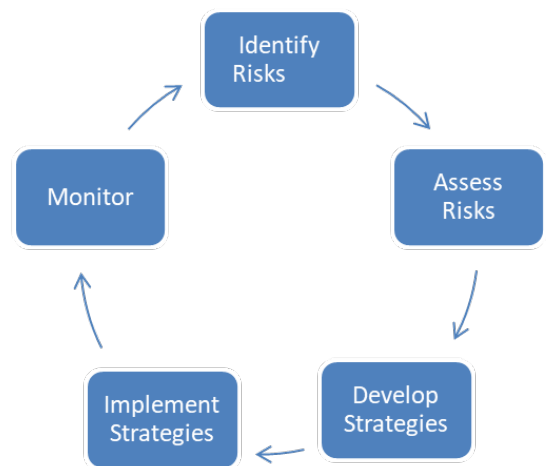 Identify
Risks
Assess
Risks
Develop
Strategies
Implement
Strategies
Monitor